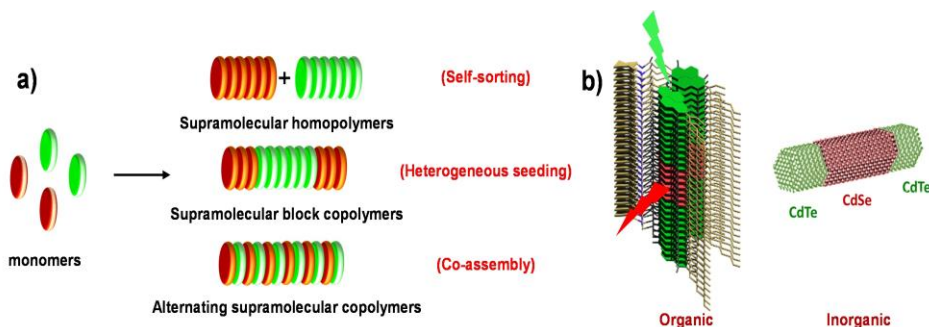 a)
monomers
+
(Self-sorting)
Supramolecular homopolymers
(Heterogeneous seeding)
Supramolecular block copolymers
(Co-assembly)
Alternating supramolecular copolymers
b)
Organic
CdTe
CdSe
CdTe
Inorganic